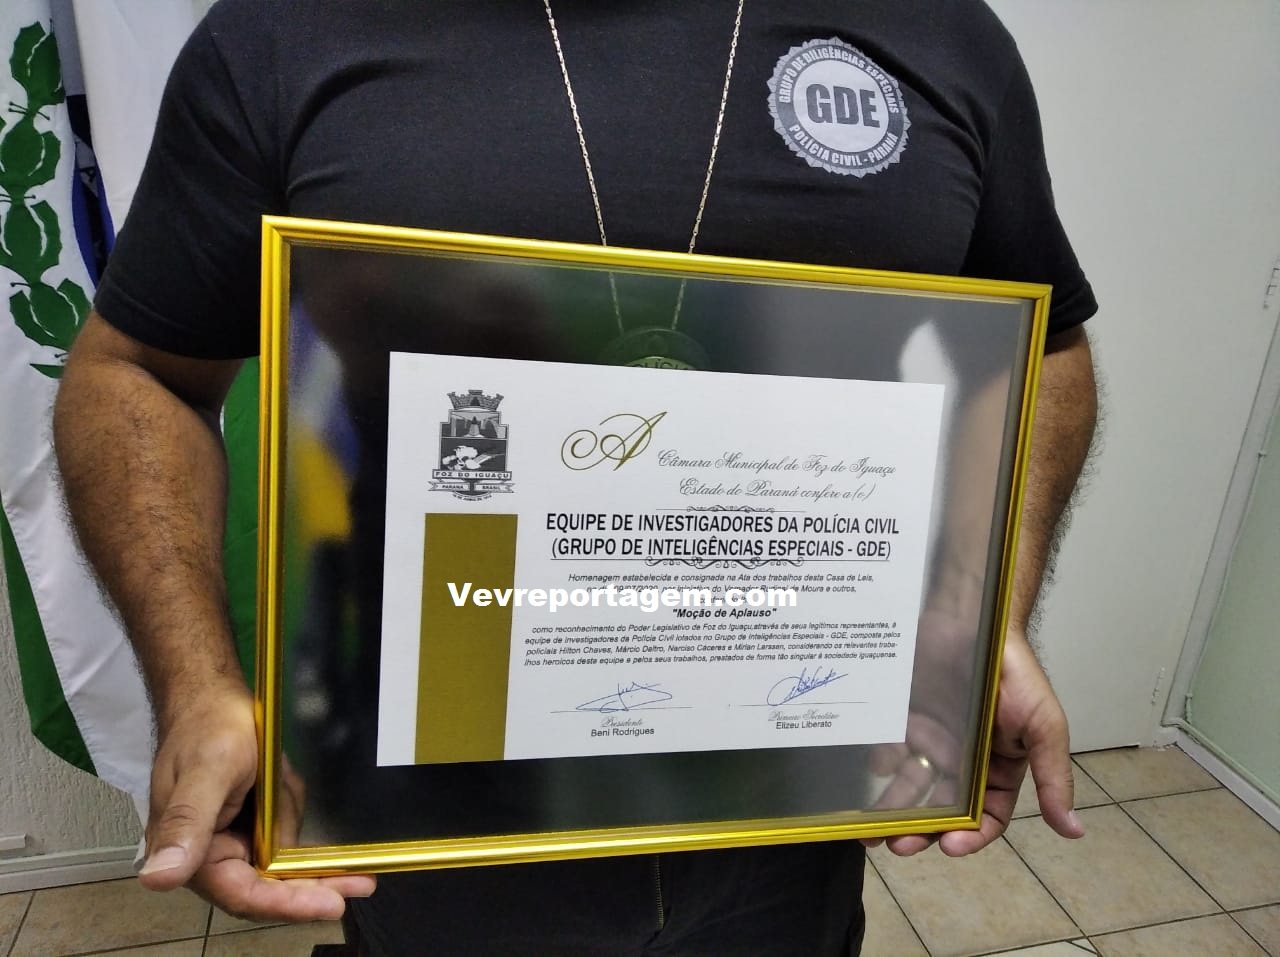 GRUPO DE DILIGÊNCIAS ESPECIAIS
GDE
POLÍCIA CIVIL - PARANÁ
FOZ DO IGUAÇU
PARANÁ BRASIL
A
Câmara Municipal de Foz do Iguaçu
Estado do Paraná confere a(o)
EQUIPE DE INVESTIGADORES DA POLÍCIA CIVIL
(GRUPO DE INTELIGÊNCIAS ESPECIAIS - GDE)
Homenagem estabelecida e consignada na Ata dos trabalhos desta Casa de Leis,
de Moura e outros,
Vevreportagem.com
"Moção de Aplauso"
como reconhecimento do Poder Legislativo de Foz do Iguaçu,através de seus legítimos representantes, à
equipe de investigadores da Polícia Civil lotados no Grupo de Inteligências Especiais - GDE, composta pelos
policiais Hilton Chaves, Márcio Daltro, Narciso Cáceres e Mirian Larssen, considerando os relevantes traba-
lhos heroicos desta equipe e pelos seus trabalhos, prestados de forma tão singular à sociedade iguaçuense.
Presidente
Beni Rodrigues
Primeiro Secretário
Elizeu Liberato